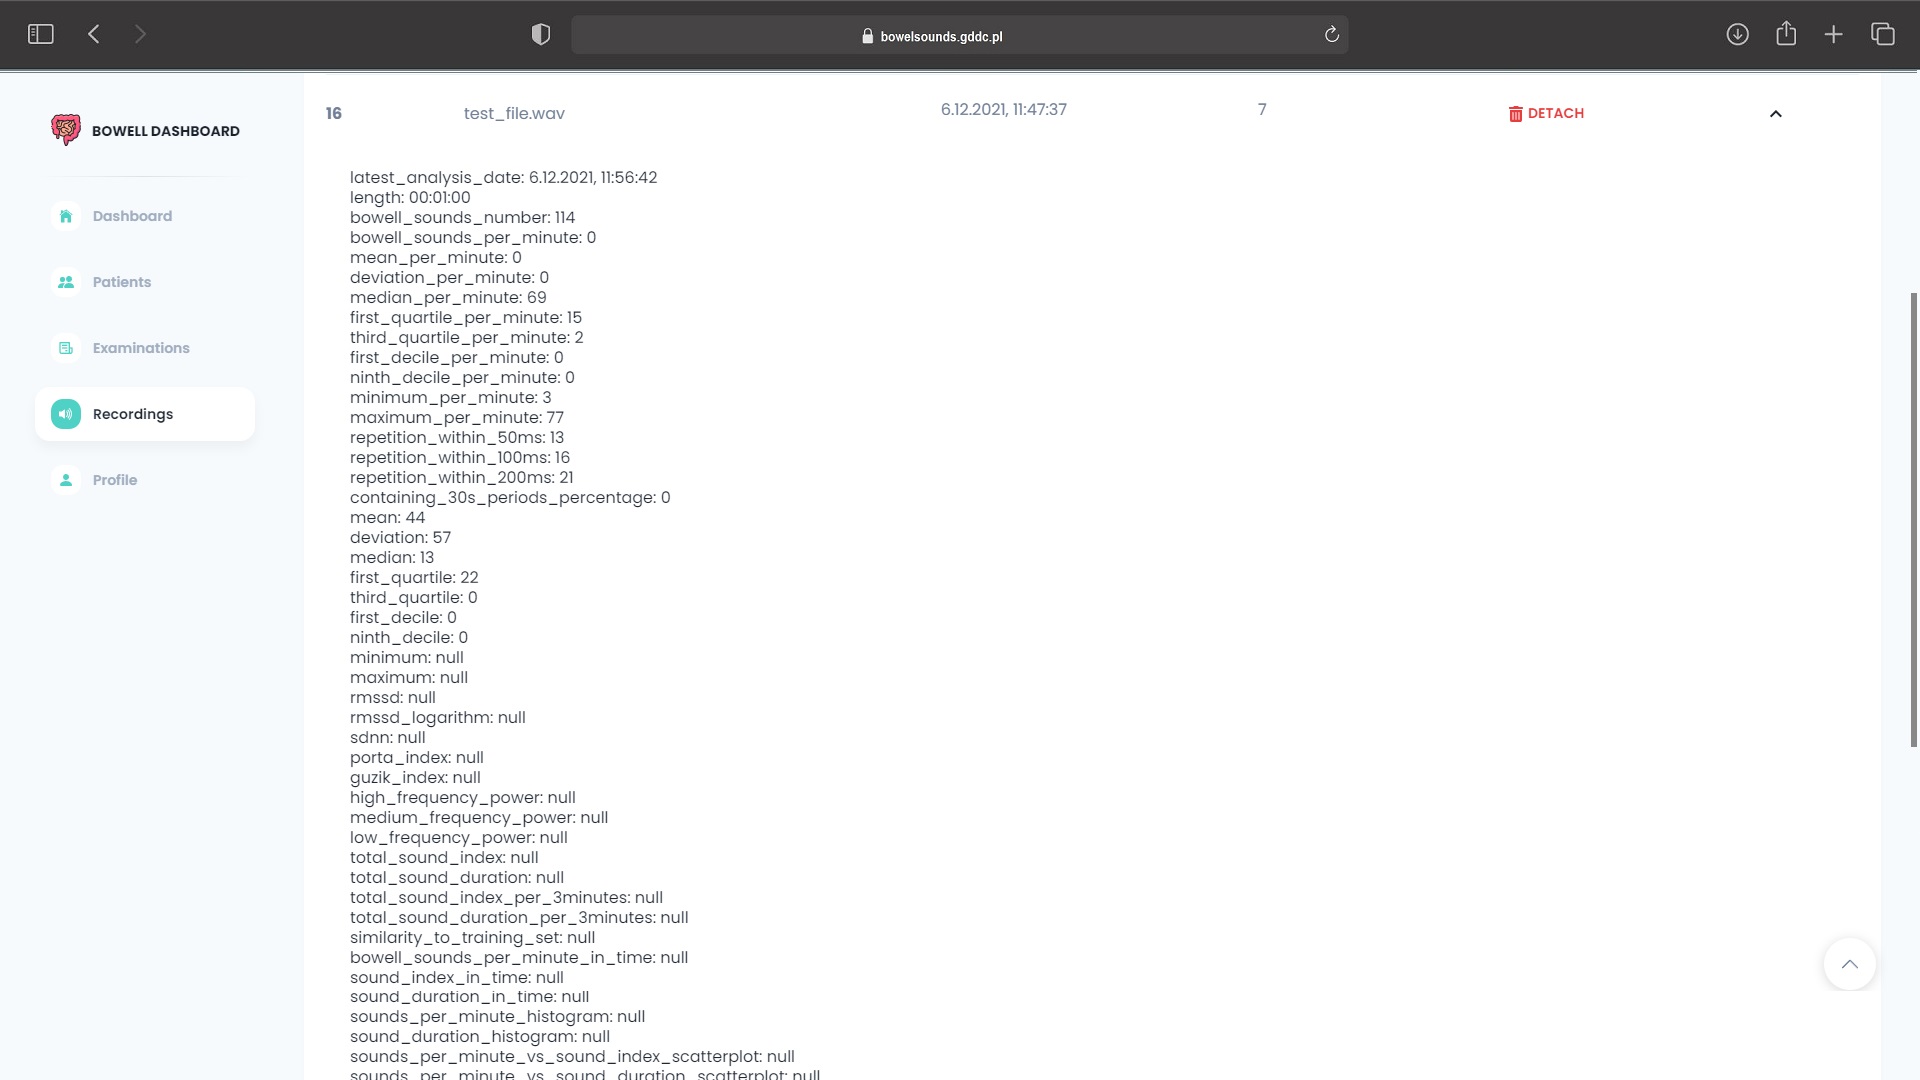 bowelsounds.gddc.pl
BOWELL DASHBOARD
Dashboard
Patients
Examinations
Recordings
Profile
16 test_file.wav 6.12.2021, 11:47:37 7 DETACH
latest_analysis_date: 6.12.2021, 11:56:42
length: 00:01:00
bowell_sounds_number: 114
bowell_sounds_per_minute: 0
mean_per_minute: 0
deviation_per_minute: 0
median_per_minute: 69
first_quartile_per_minute: 15
third_quartile_per_minute: 2
first_decile_per_minute: 0
ninth_decile_per_minute: 0
minimum_per_minute: 3
maximum_per_minute: 77
repetition_within_50ms: 13
repetition_within_100ms: 16
repetition_within_200ms: 21
containing_30s_periods_percentage: 0
mean: 44
deviation: 57
median: 13
first_quartile: 22
third_quartile: 0
first_decile: 0
ninth_decile: 0
minimum: null
maximum: null
rmssd: null
rmssd_logarithm: null
sdnn: null
porta_index: null
guzik_index: null
high_frequency_power: null
medium_frequency_power: null
low_frequency_power: null
total_sound_index: null
total_sound_duration: null
total_sound_index_per_3minutes: null
total_sound_duration_per_3minutes: null
similarity_to_training_set: null
bowell_sounds_per_minute_in_time: null
sound_index_in_time: null
sound_duration_in_time: null
sounds_per_minute_histogram: null
sound_duration_histogram: null
sounds_per_minute_vs_sound_index_scatterplot: null
sounds_per_minute_vs_sound_duration_scatterplot: null